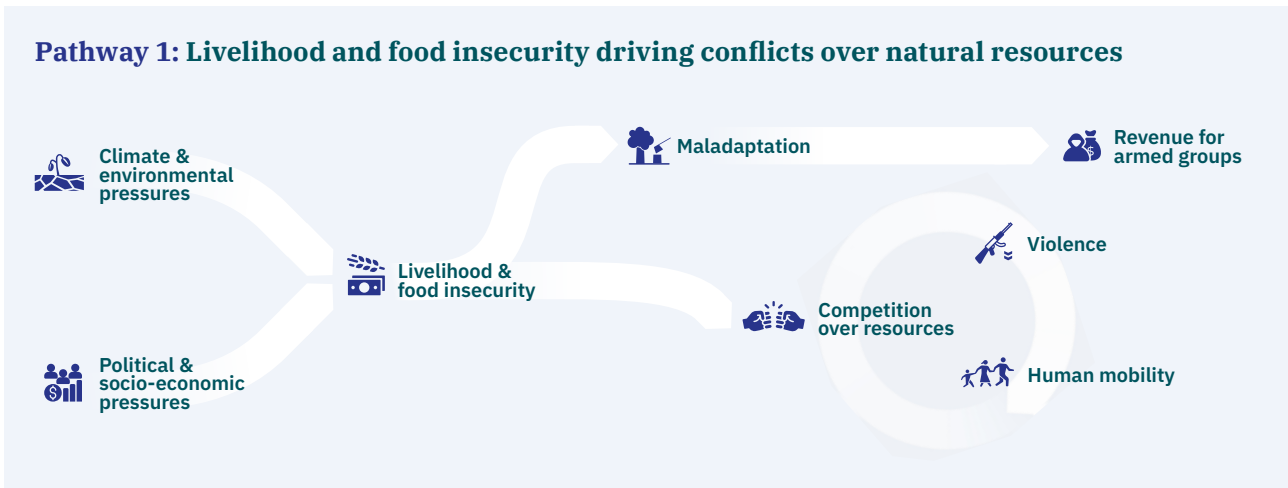 Pathway 1: Livelihood and food insecurity driving conflicts over natural resources
Climate &
environmental
pressures
Political &
socio-economic
pressures
Livelihood &
food insecurity
Maladaptation
Revenue for
armed groups
Competition
over resources
Violence
Human mobility